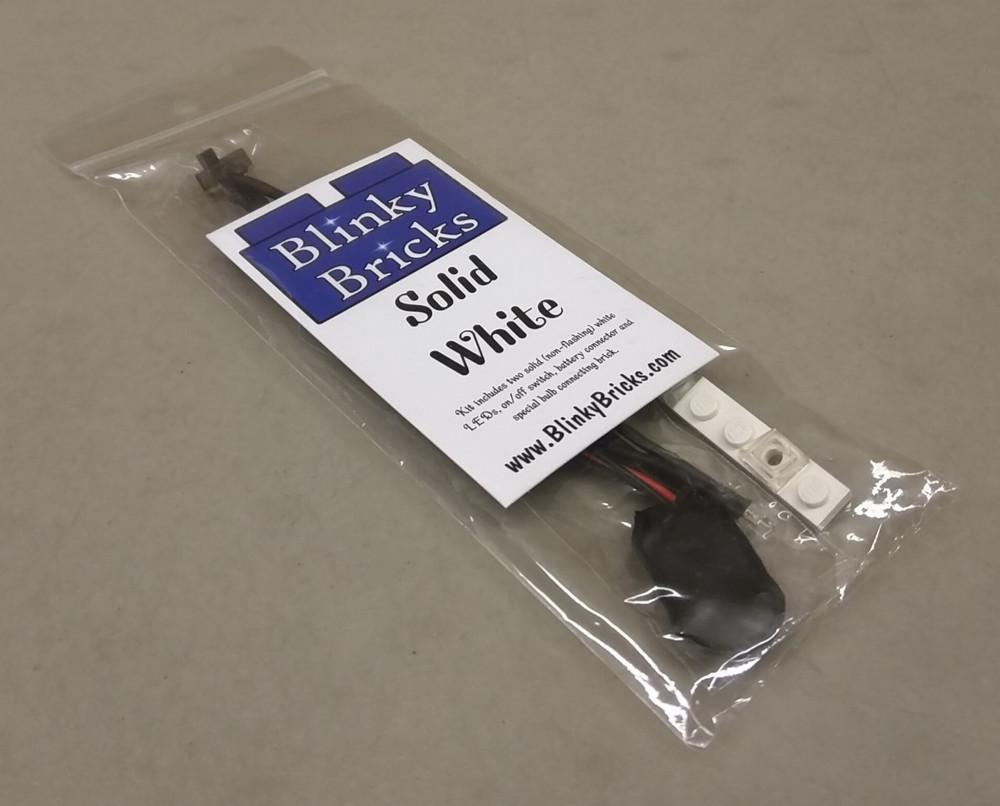 Blinky
Bricks
Solid
White
Kit includes two solid (non-flashing) white
LEDs, on/off switch, battery connector and
special bulb connecting brick.
www.BlinkyBricks.com